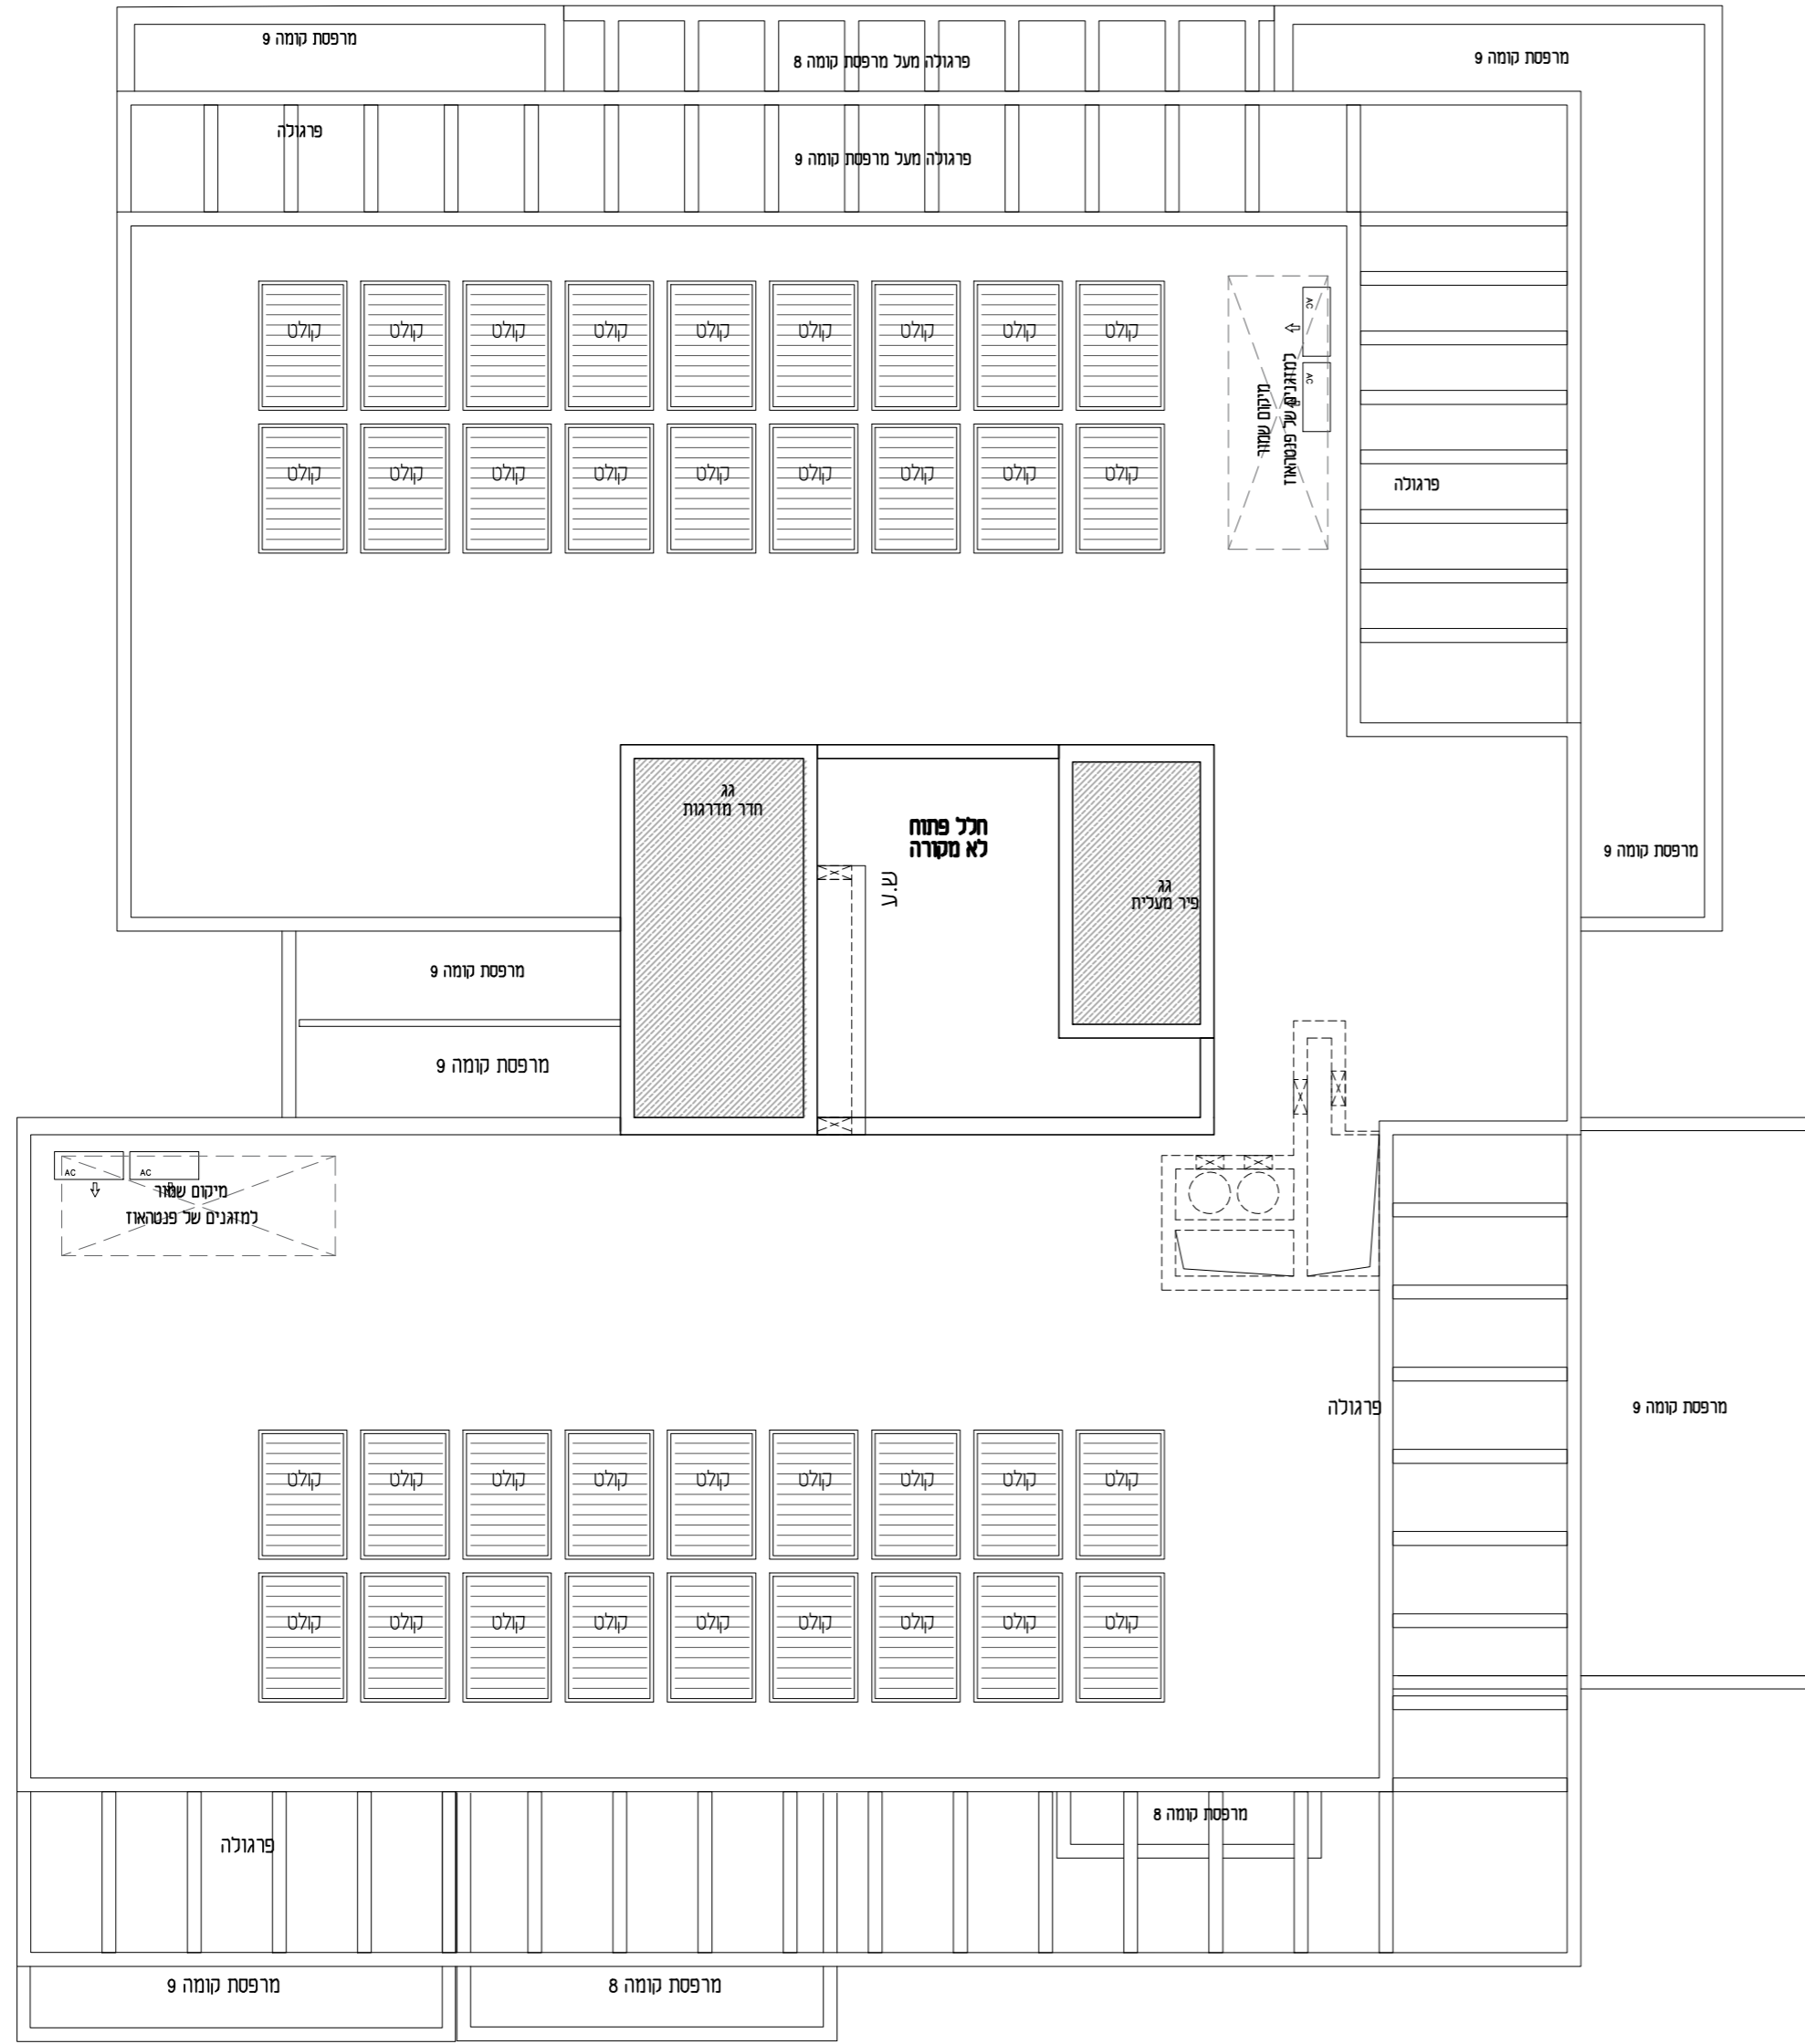 מרפסת קומה 9
פרגולה מעל מרפסת קומה 8
מרפסת קומה 9
פרגולה
פרגולה מעל מרפסת קומה 9
קולט קולט קולט קולט קולט קולט קולט קולט קולט
AC
AC
מיקום שמור
למזגנים של פנטהאוז
קולט קולט קולט קולט קולט קולט קולט קולט קולט
פרגולה
גג
חדר מדרגות
חלל פתוח
לא מקורה
ש.ע
גג
פיר מעלית
מרפסת קומה 9
מרפסת קומה 9
מרפסת קומה 9
AC
AC
מיקום שמור
למזגנים של פנטהאוז
פרגולה
מרפסת קומה 9
קולט קולט קולט קולט קולט קולט קולט קולט קולט
קולט קולט קולט קולט קולט קולט קולט קולט קולט
מרפסת קומה 8
פרגולה
מרפסת קומה 9
מרפסת קומה 8